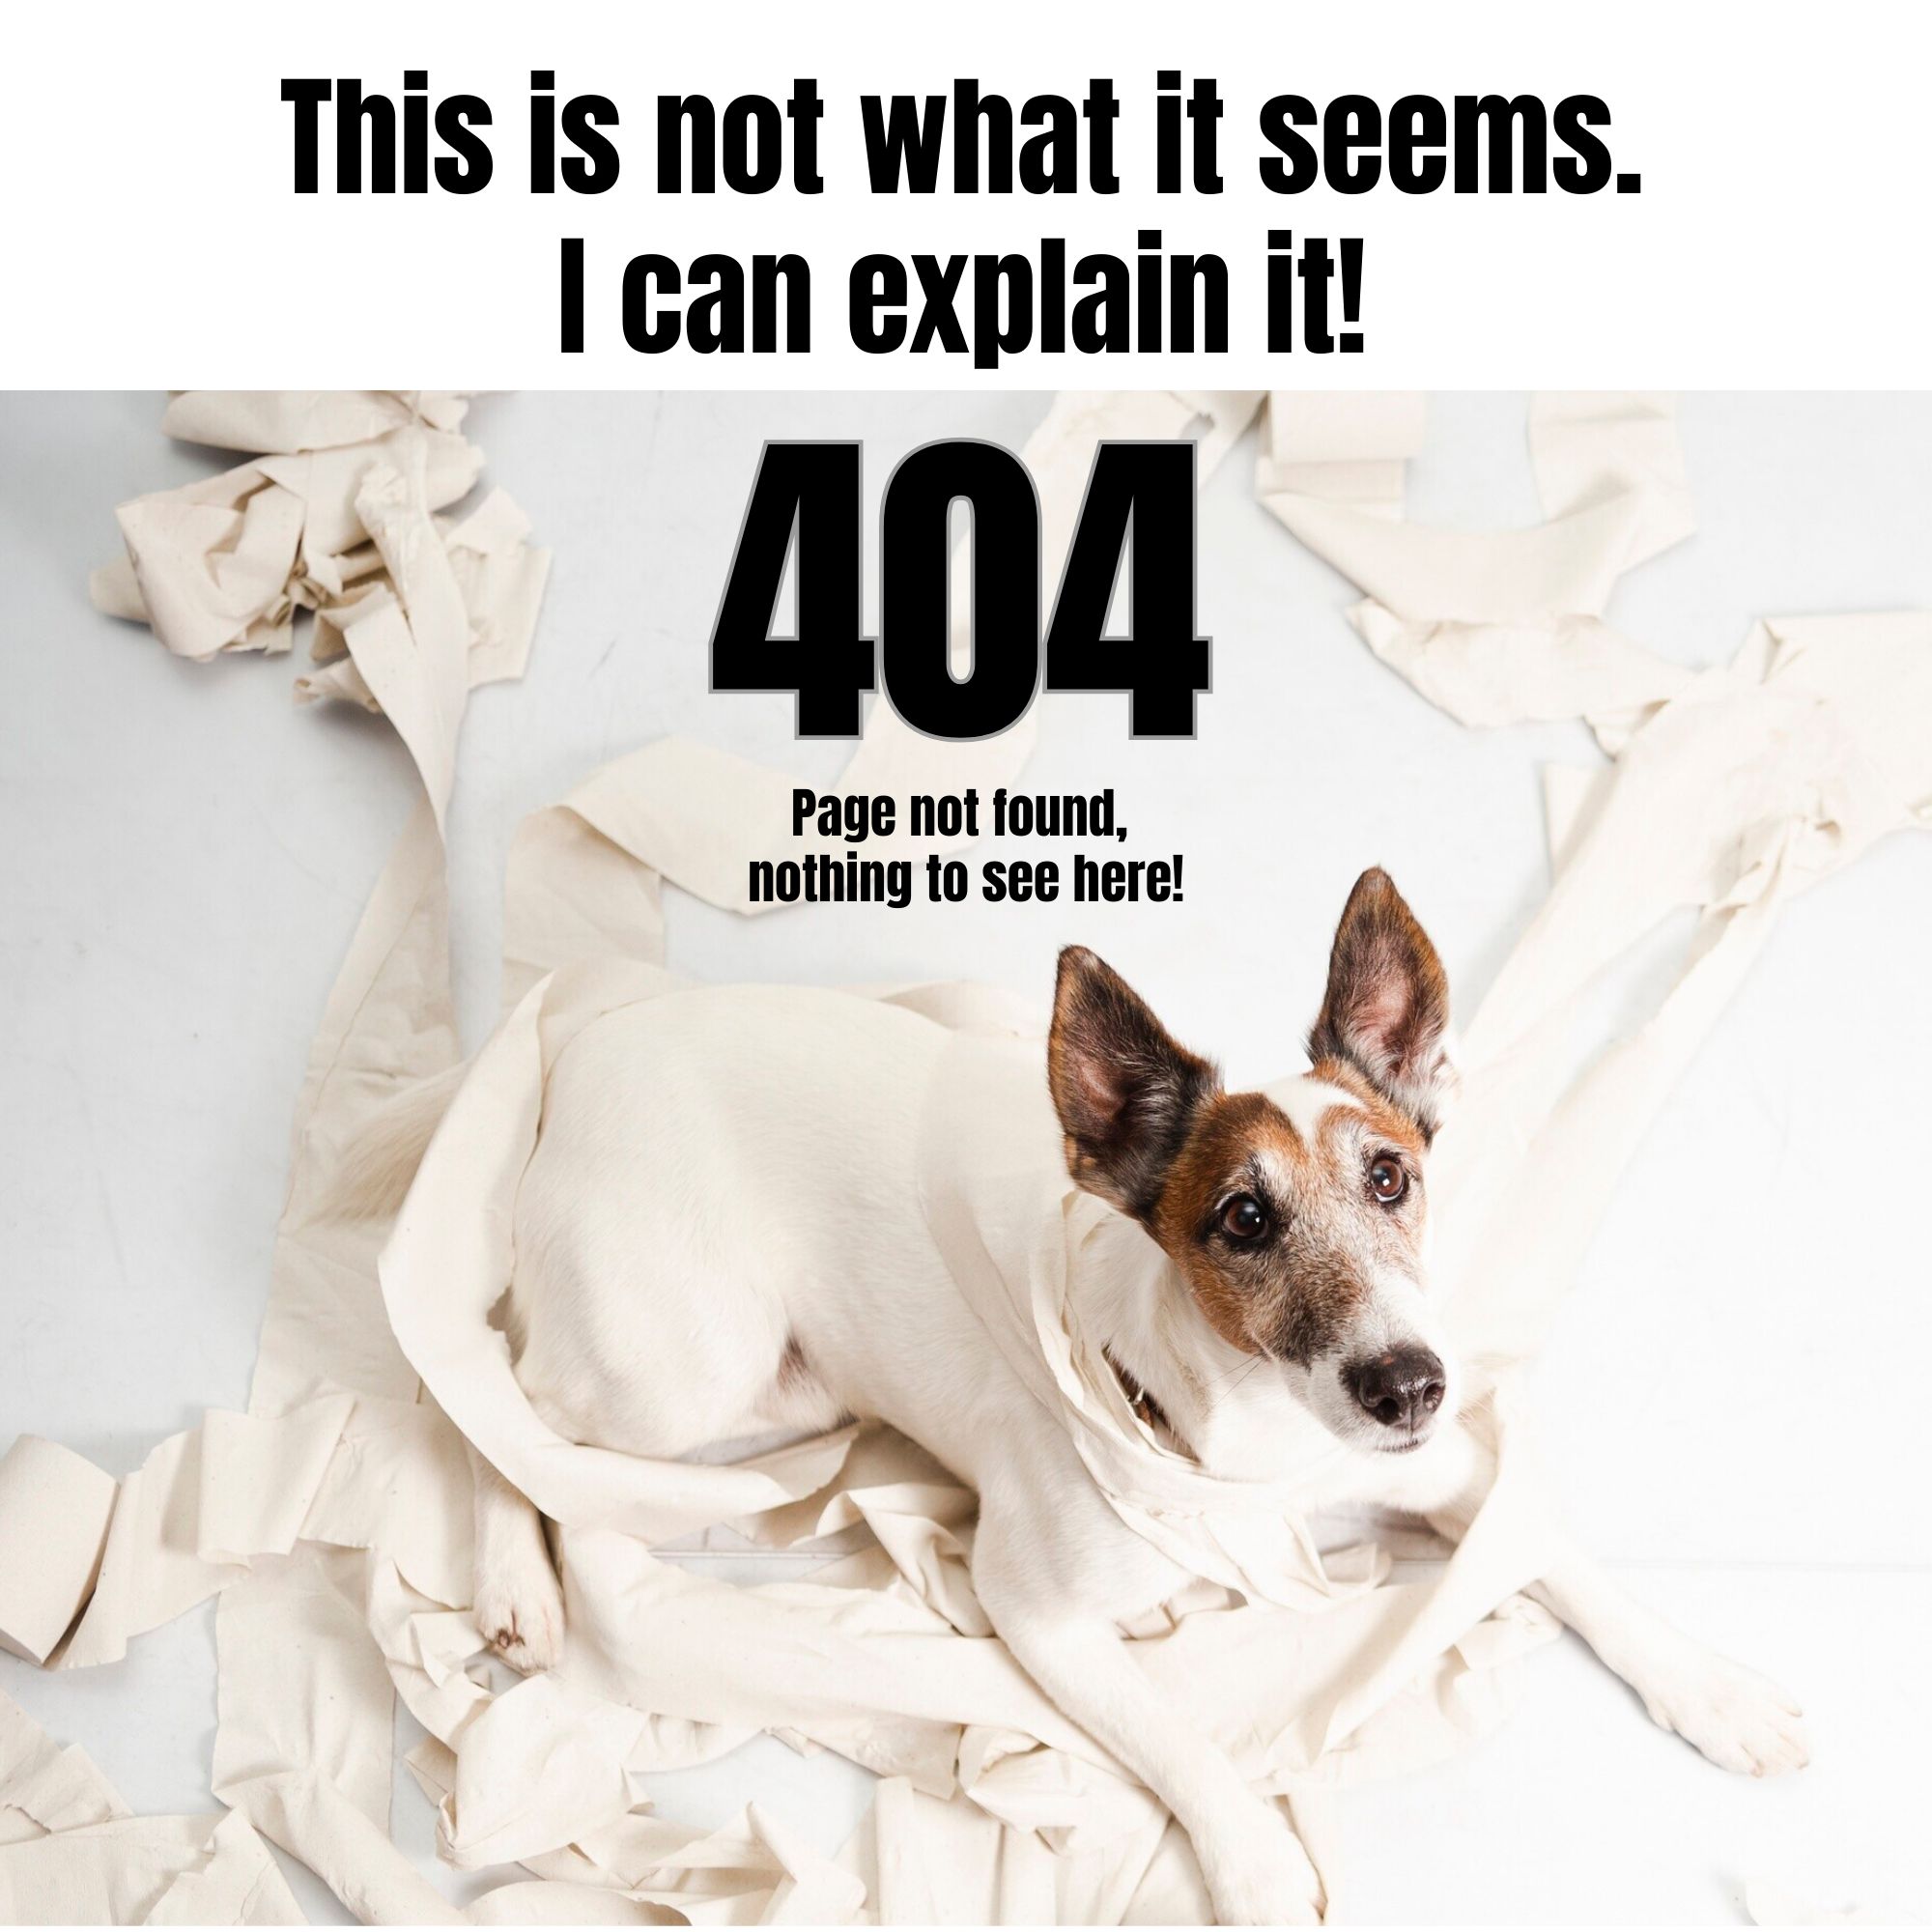 This is not what it seems.
I can explain it!
404
Page not found,
nothing to see here!